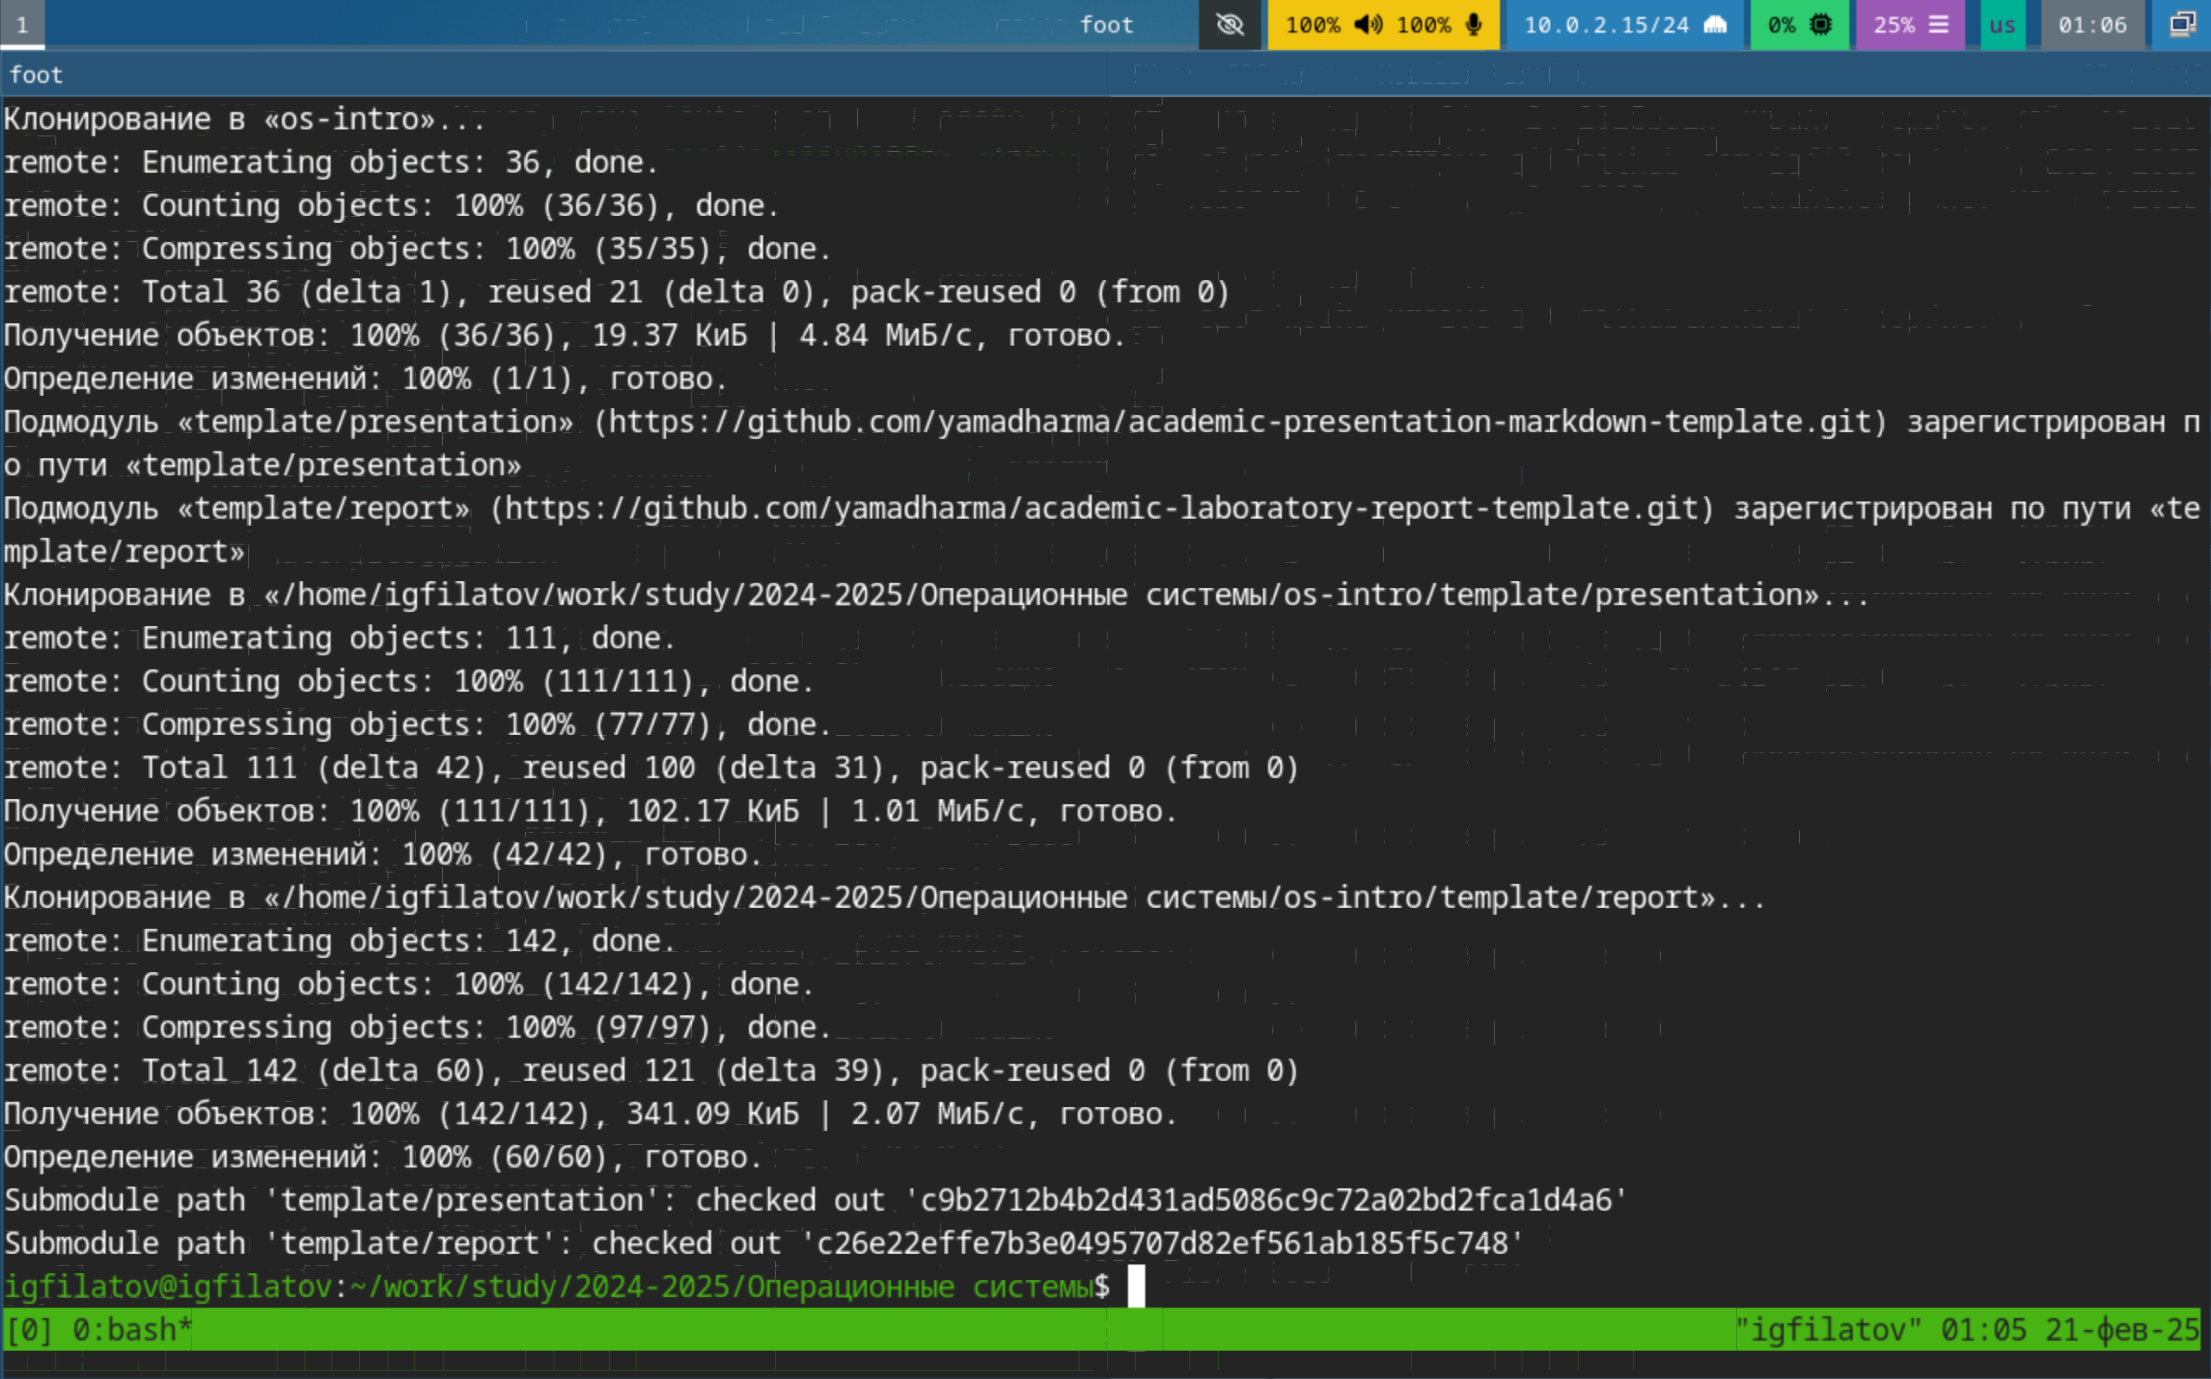 1 foot 100% 100% 10.0.2.15/24 0% 25% us 01:06
foot
Клонирование в «os-intro»...
remote: Enumerating objects: 36, done.
remote: Counting objects: 100% (36/36), done.
remote: Compressing objects: 100% (35/35), done.
remote: Total 36 (delta 1), reused 21 (delta 0), pack-reused 0 (from 0)
Получение объектов: 100% (36/36), 19.37 КиБ | 4.84 МиБ/с, готово.
Определение изменений: 100% (1/1), готово.
Подмодуль «template/presentation» (https://github.com/yamadharma/academic-presentation-markdown-template.git) зарегистрирован п
о пути «template/presentation»
Подмодуль «template/report» (https://github.com/yamadharma/academic-laboratory-report-template.git) зарегистрирован по пути «te
mplate/report»
Клонирование в «/home/igfilatov/work/study/2024-2025/Операционные системы/os-intro/template/presentation»...
remote: Enumerating objects: 111, done.
remote: Counting objects: 100% (111/111), done.
remote: Compressing objects: 100% (77/77), done.
remote: Total 111 (delta 42), reused 100 (delta 31), pack-reused 0 (from 0)
Получение объектов: 100% (111/111), 102.17 КиБ | 1.01 МиБ/с, готово.
Определение изменений: 100% (42/42), готово.
Клонирование в «/home/igfilatov/work/study/2024-2025/Операционные системы/os-intro/template/report»...
remote: Enumerating objects: 142, done.
remote: Counting objects: 100% (142/142), done.
remote: Compressing objects: 100% (97/97), done.
remote: Total 142 (delta 60), reused 121 (delta 39), pack-reused 0 (from 0)
Получение объектов: 100% (142/142), 341.09 КиБ | 2.07 МиБ/с, готово.
Определение изменений: 100% (60/60), готово.
Submodule path 'template/presentation': checked out 'c9b2712b4b2d431ad5086c9c72a02bd2fca1d4a6'
Submodule path 'template/report': checked out 'c26e22effe7b3e0495707d82ef561ab185f5c748'
igfilatov@igfilatov:~/work/study/2024-2025/Операционные системы$
[0] 0:bash* "igfilatov" 01:05 21-фев-25